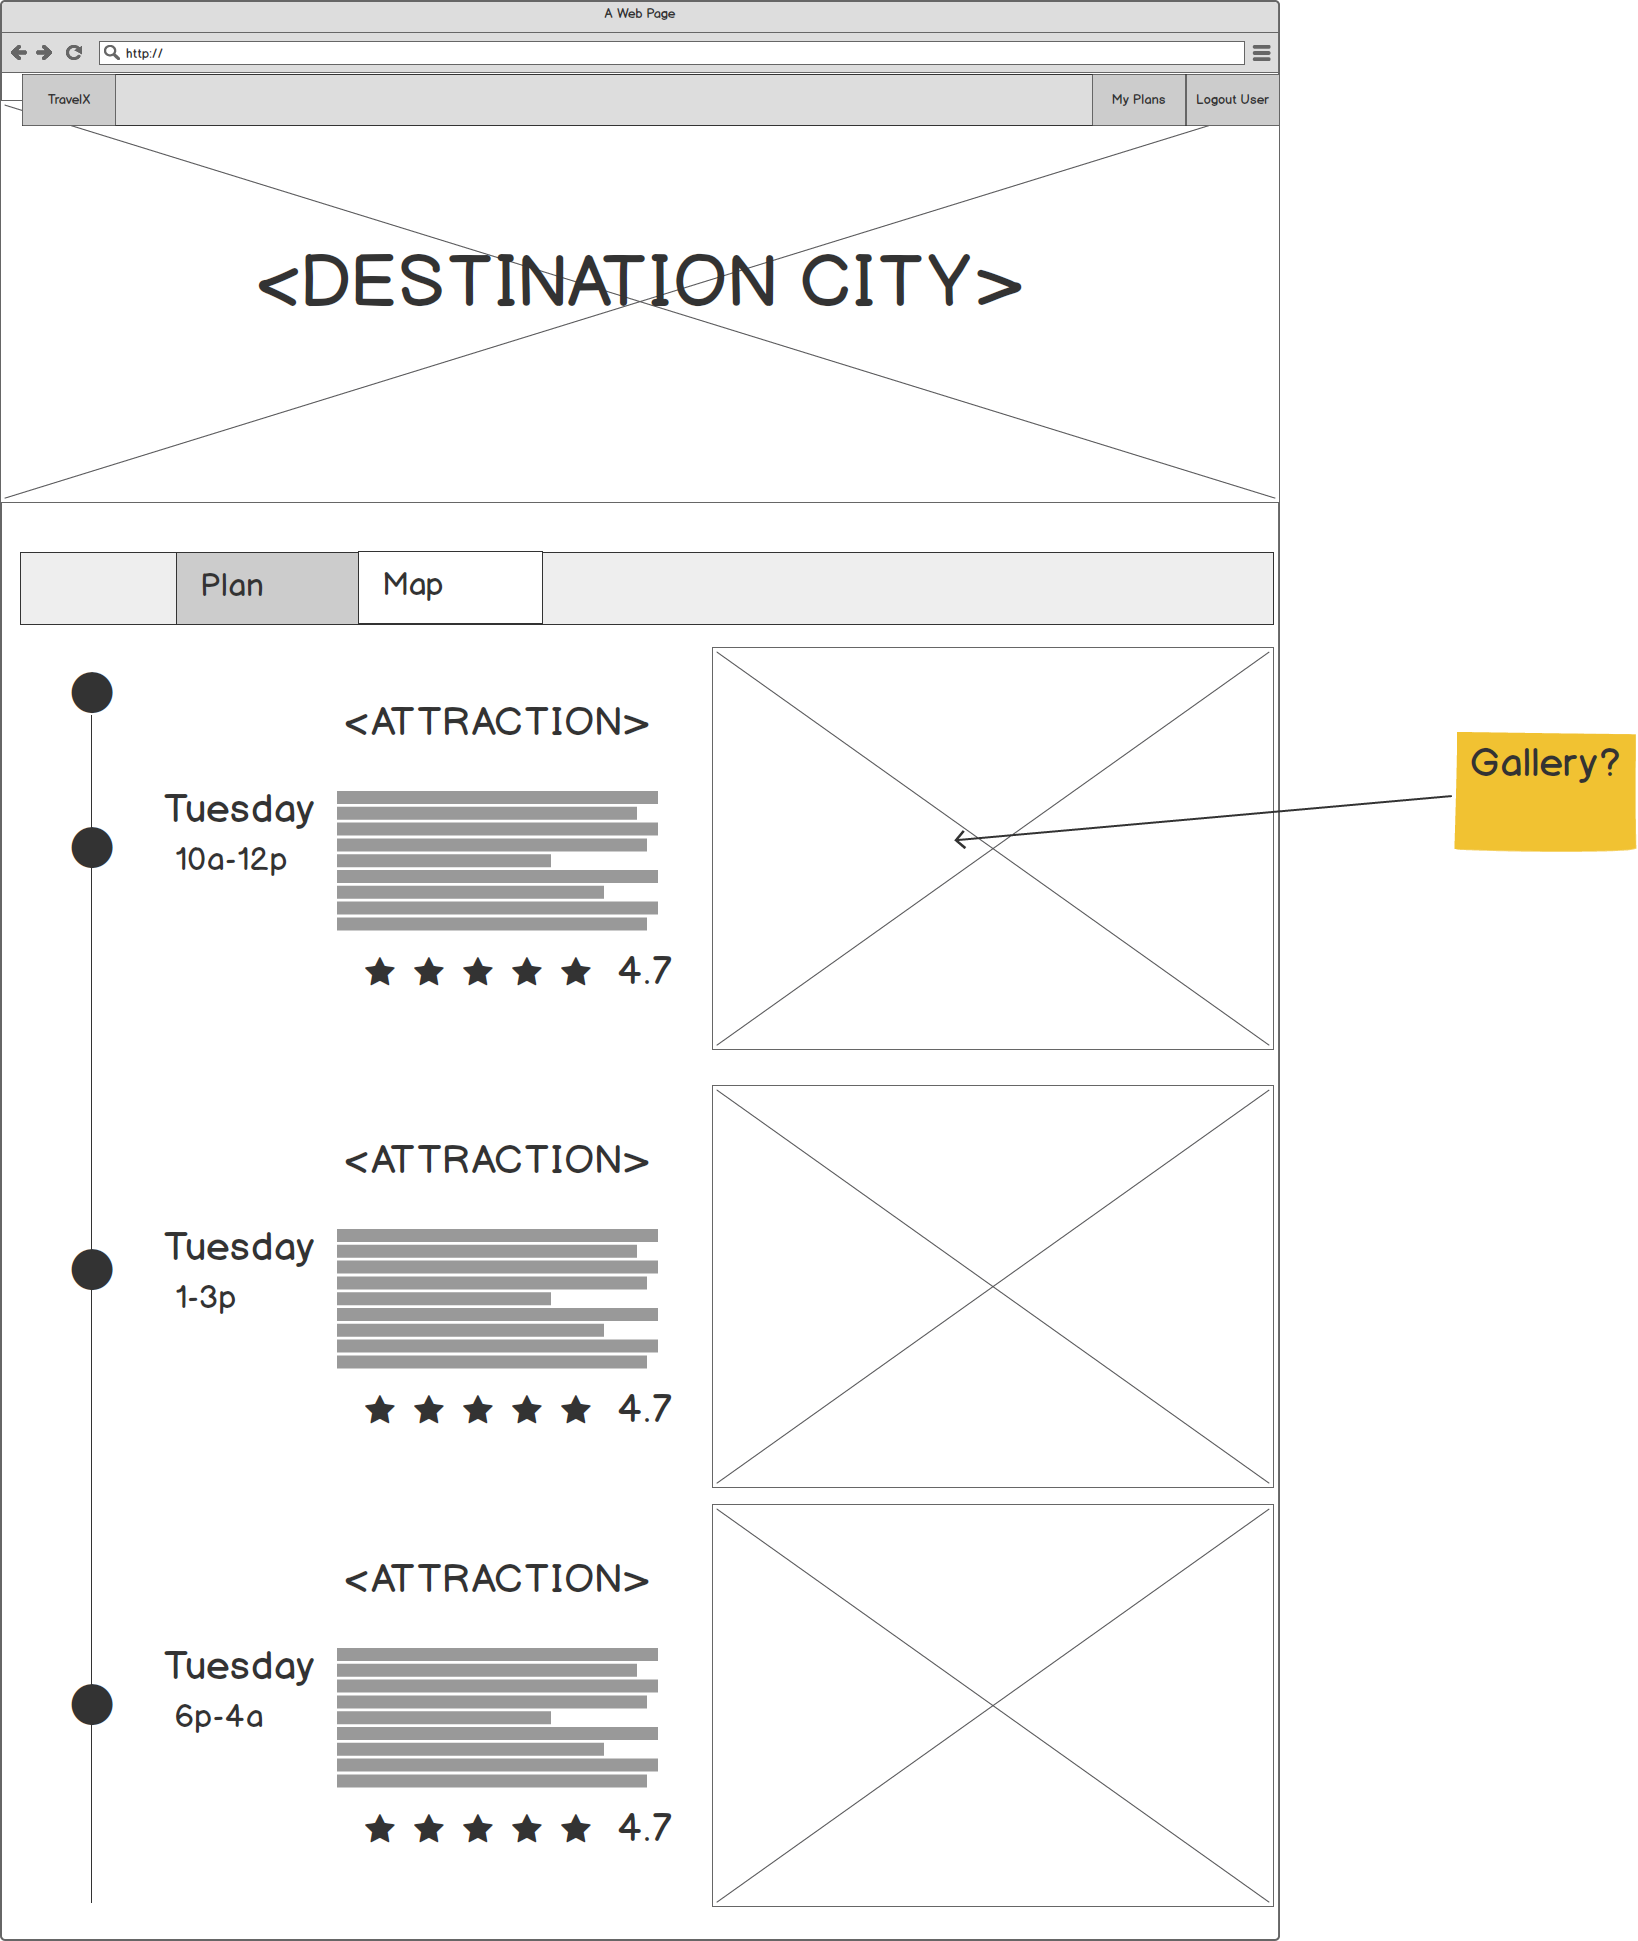 A Web Page
http://
TravelX
My Plans
Logout User
<DESTINATION CITY>
Plan
Map
<ATTRACTION>
Tuesday
10a-12p
4.7
Gallery?
<ATTRACTION>
Tuesday
1-3p
4.7
<ATTRACTION>
Tuesday
6p-4a
4.7